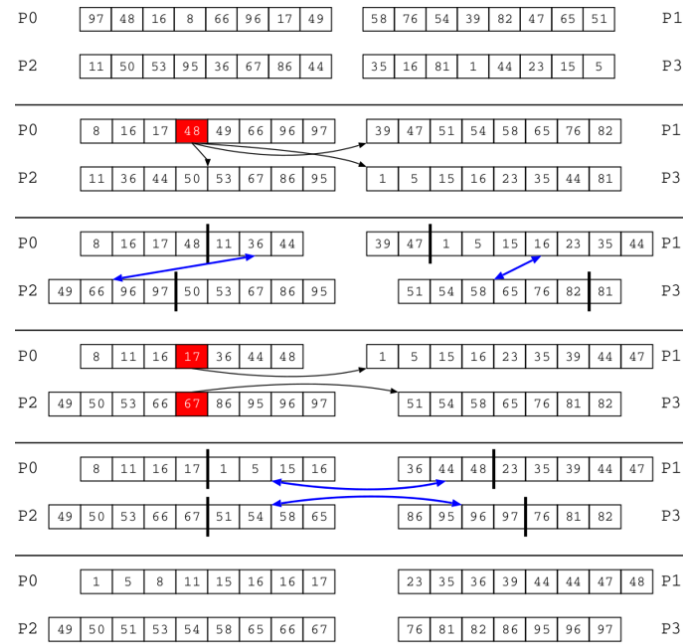 P0 97 48 16 8 66 96 17 49 58 76 54 39 82 47 65 51 P1
P2 11 50 53 95 36 67 86 44 35 16 81 1 44 23 15 5 P3
P0 8 16 17 48 49 66 96 97 39 47 51 54 58 65 76 82 P1
P2 11 36 44 50 53 67 86 95 1 5 15 16 23 35 44 81 P3
P0 8 16 17 48 11 36 44 39 47 1 5 15 16 23 35 44 P1
P2 49 66 96 97 50 53 67 86 95 51 54 58 65 76 82 81 P3
P0 8 11 16 17 36 44 48 1 5 15 16 23 35 39 44 47 P1
P2 49 50 53 66 67 86 95 96 97 51 54 58 65 76 81 82 P3
P0 8 11 16 17 1 5 15 16 36 44 48 23 35 39 44 47 P1
P2 49 50 53 66 67 51 54 58 65 86 95 96 97 76 81 82 P3
P0 1 5 8 11 15 16 16 17 23 35 36 39 44 44 47 48 P1
P2 49 50 51 53 54 58 65 66 67 76 81 82 86 95 96 97 P3